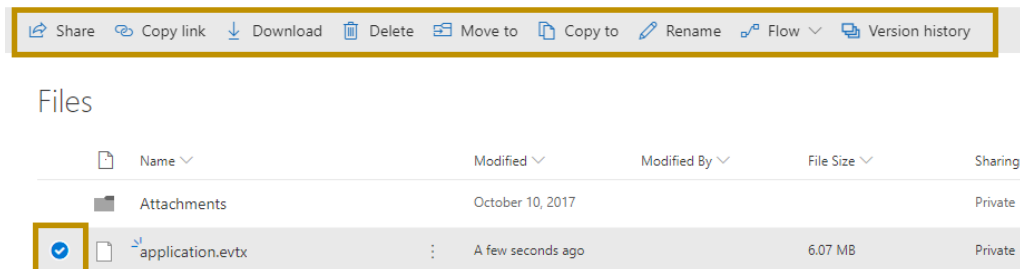 Share Copy link Download Delete Move to Copy to Rename Flow Version history
Files
Name Modified Modified By File Size Sharing
Attachments October 10, 2017 Private
application.evtx A few seconds ago 6.07 MB Private